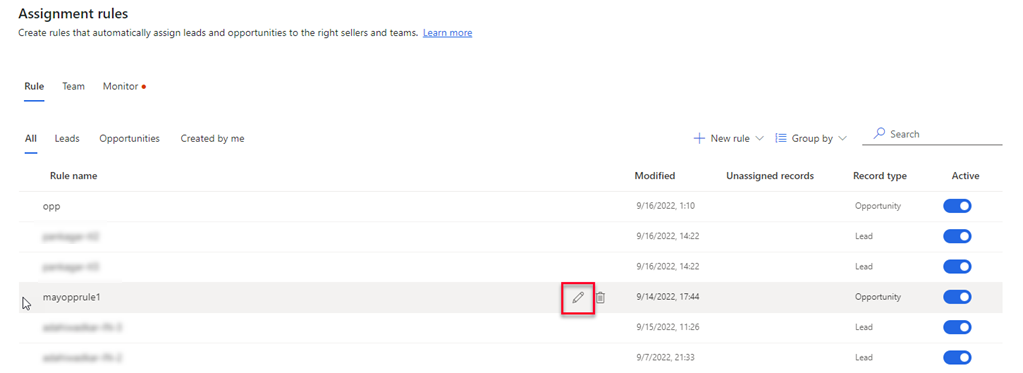 Assignment rules
Create rules that automatically assign leads and opportunities to the right sellers and teams. Learn more
Rule Team Monitor
All Leads Opportunities Created by me New rule Group by Search
Rule name Modified Unassigned records Record type Active
opp 9/16/2022, 1:10 Opportunity
9/16/2022, 14:22 Lead
9/16/2022, 14:22 Lead
mayopprule1 9/14/2022, 17:44 Opportunity
9/15/2022, 11:26 Lead
9/7/2022, 21:33 Lead